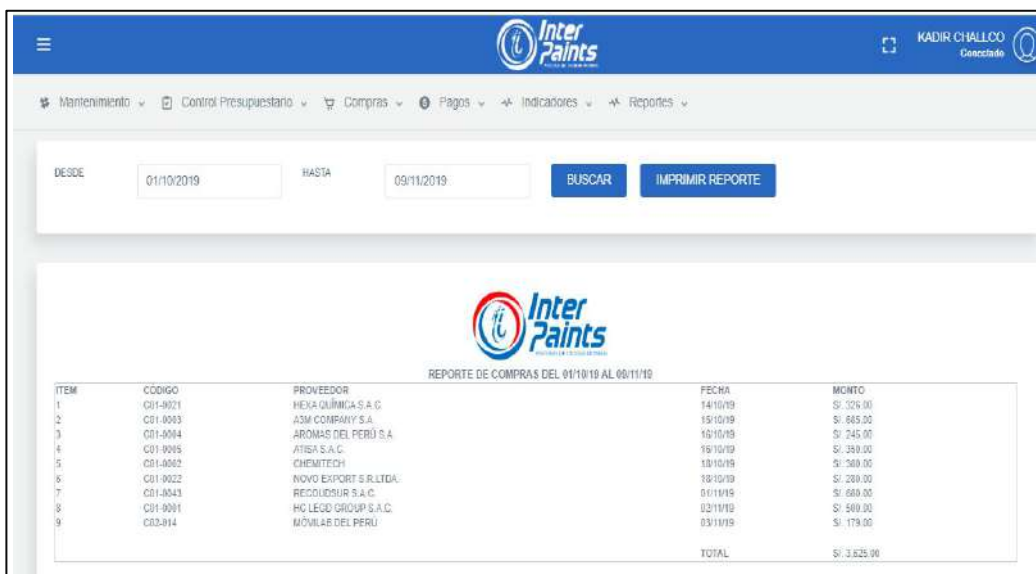 Inter
Paints
KADIR CHALLCO
Conectado
Mantenimiento Control Presupuestario Compras Pagos Indicadores Reportes
DESDE 01/10/2019 HASTA 09/11/2019 BUSCAR IMPRIMIR REPORTE
Inter
Paints
REPORTE DE COMPRAS DEL 01/10/19 AL 09/11/19
ITEM CÓDIGO PROVEEDOR FECHA MONTO
1 C01-0021 HEXA QUÍMICA S.A.C. 14/10/19 S/. 326.00
2 C01-0003 A3M COMPANY S.A. 15/10/19 S/. 665.00
3 C01-0004 AROMAS DEL PERÚ S.A. 16/10/19 S/. 245.00
4 C01-0005 ATISA S.A.C. 16/10/19 S/. 350.00
5 C01-0002 CHEMITECH 18/10/19 S/. 360.00
6 C01-0022 NOVO EXPORT S.R.LTDA. 18/10/19 S/. 280.00
7 C01-0043 RECOUDSUR S.A.C. 01/11/19 S/. 660.00
8 C01-0001 HC LEGD GROUP S.A.C. 02/11/19 S/. 560.00
9 C02-014 MÓVILAB DEL PERÚ 03/11/19 S/. 179.00
TOTAL S/. 3,625.00